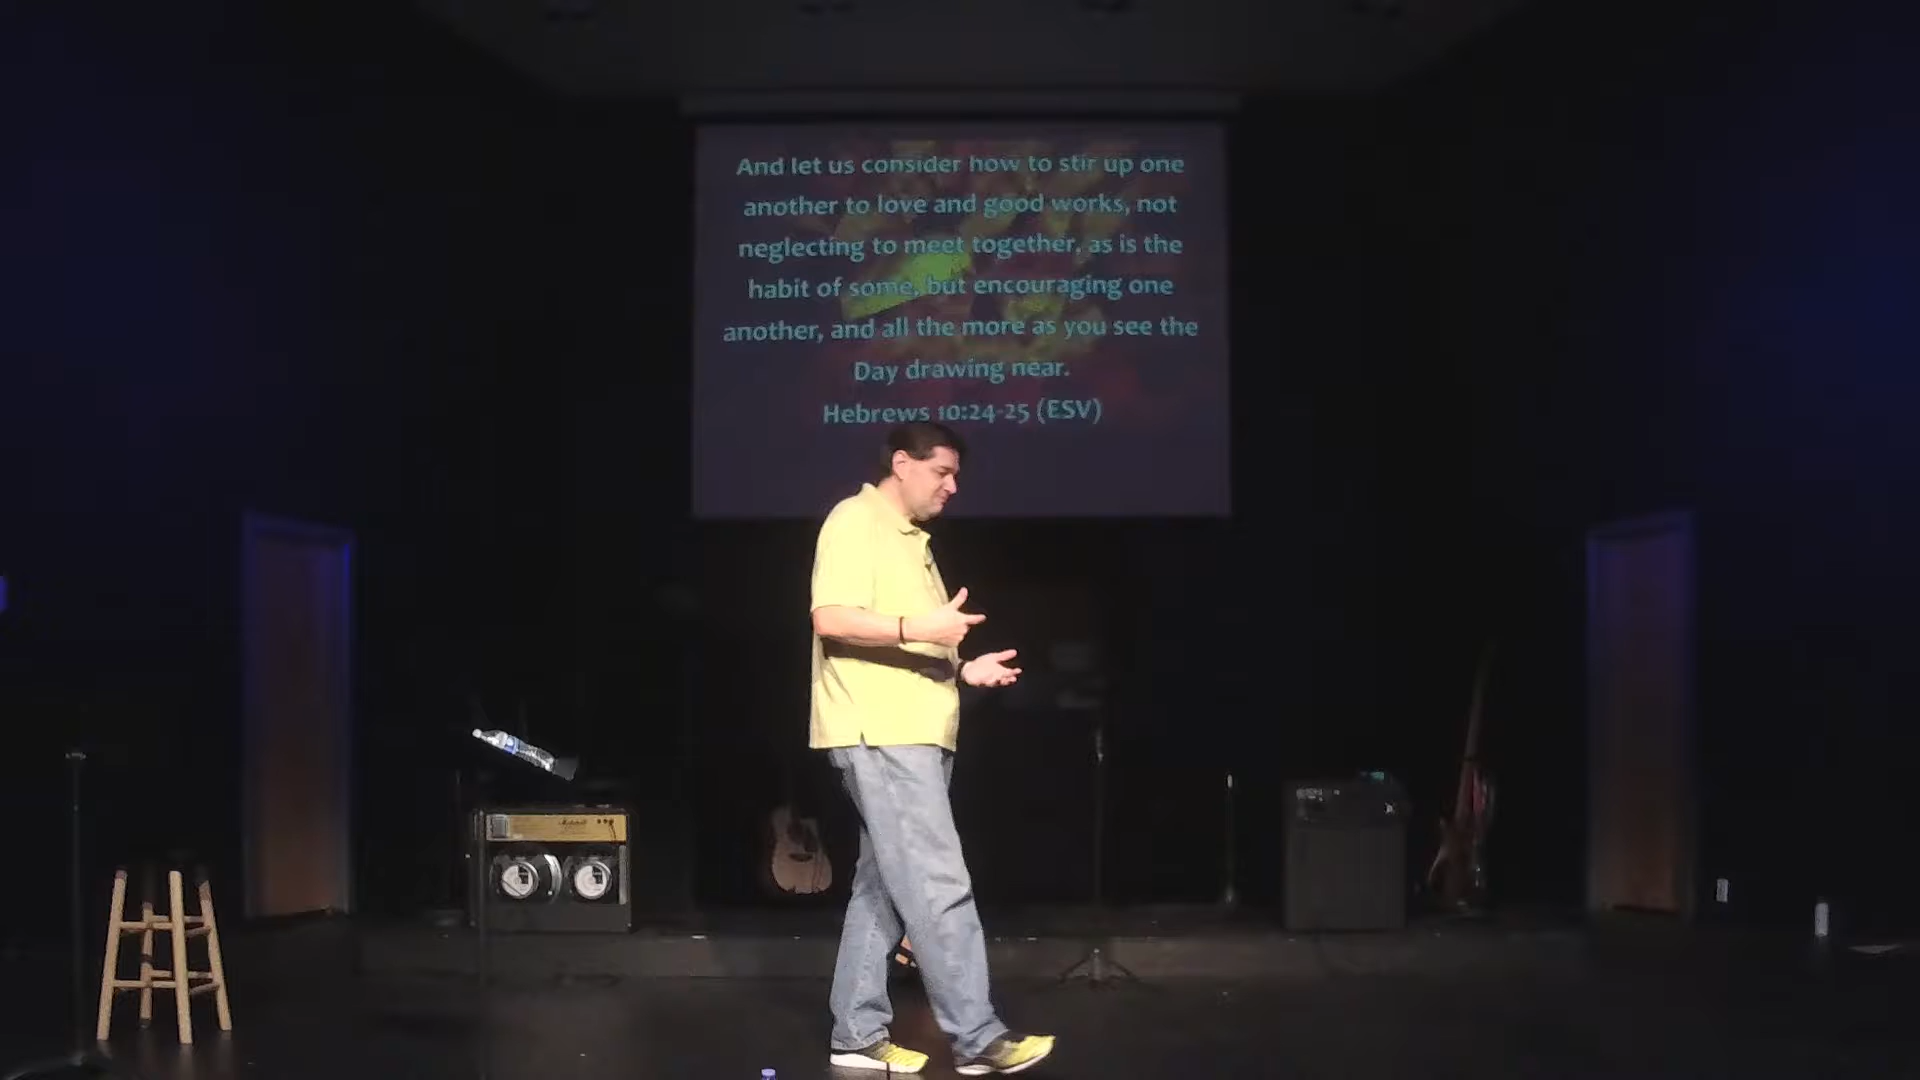 And let us consider how to stir up one
another to love and good works, not
neglecting to meet together, as is the
habit of some, but encouraging one
another, and all the more as you see the
Day drawing near.
Hebrews 10:24-25 (ESV)